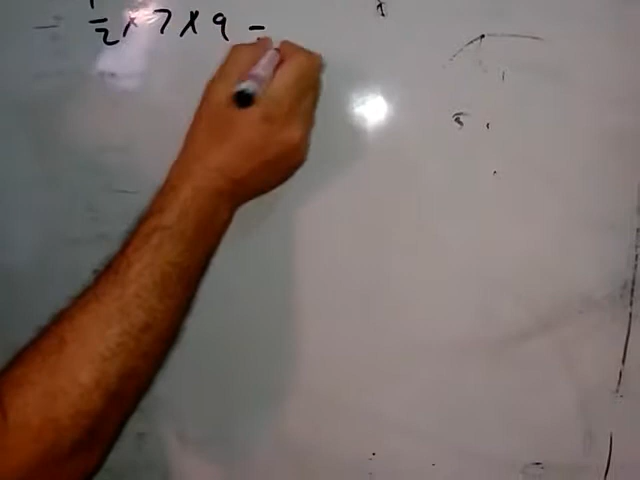 = 1/2 x 7 x 9 -